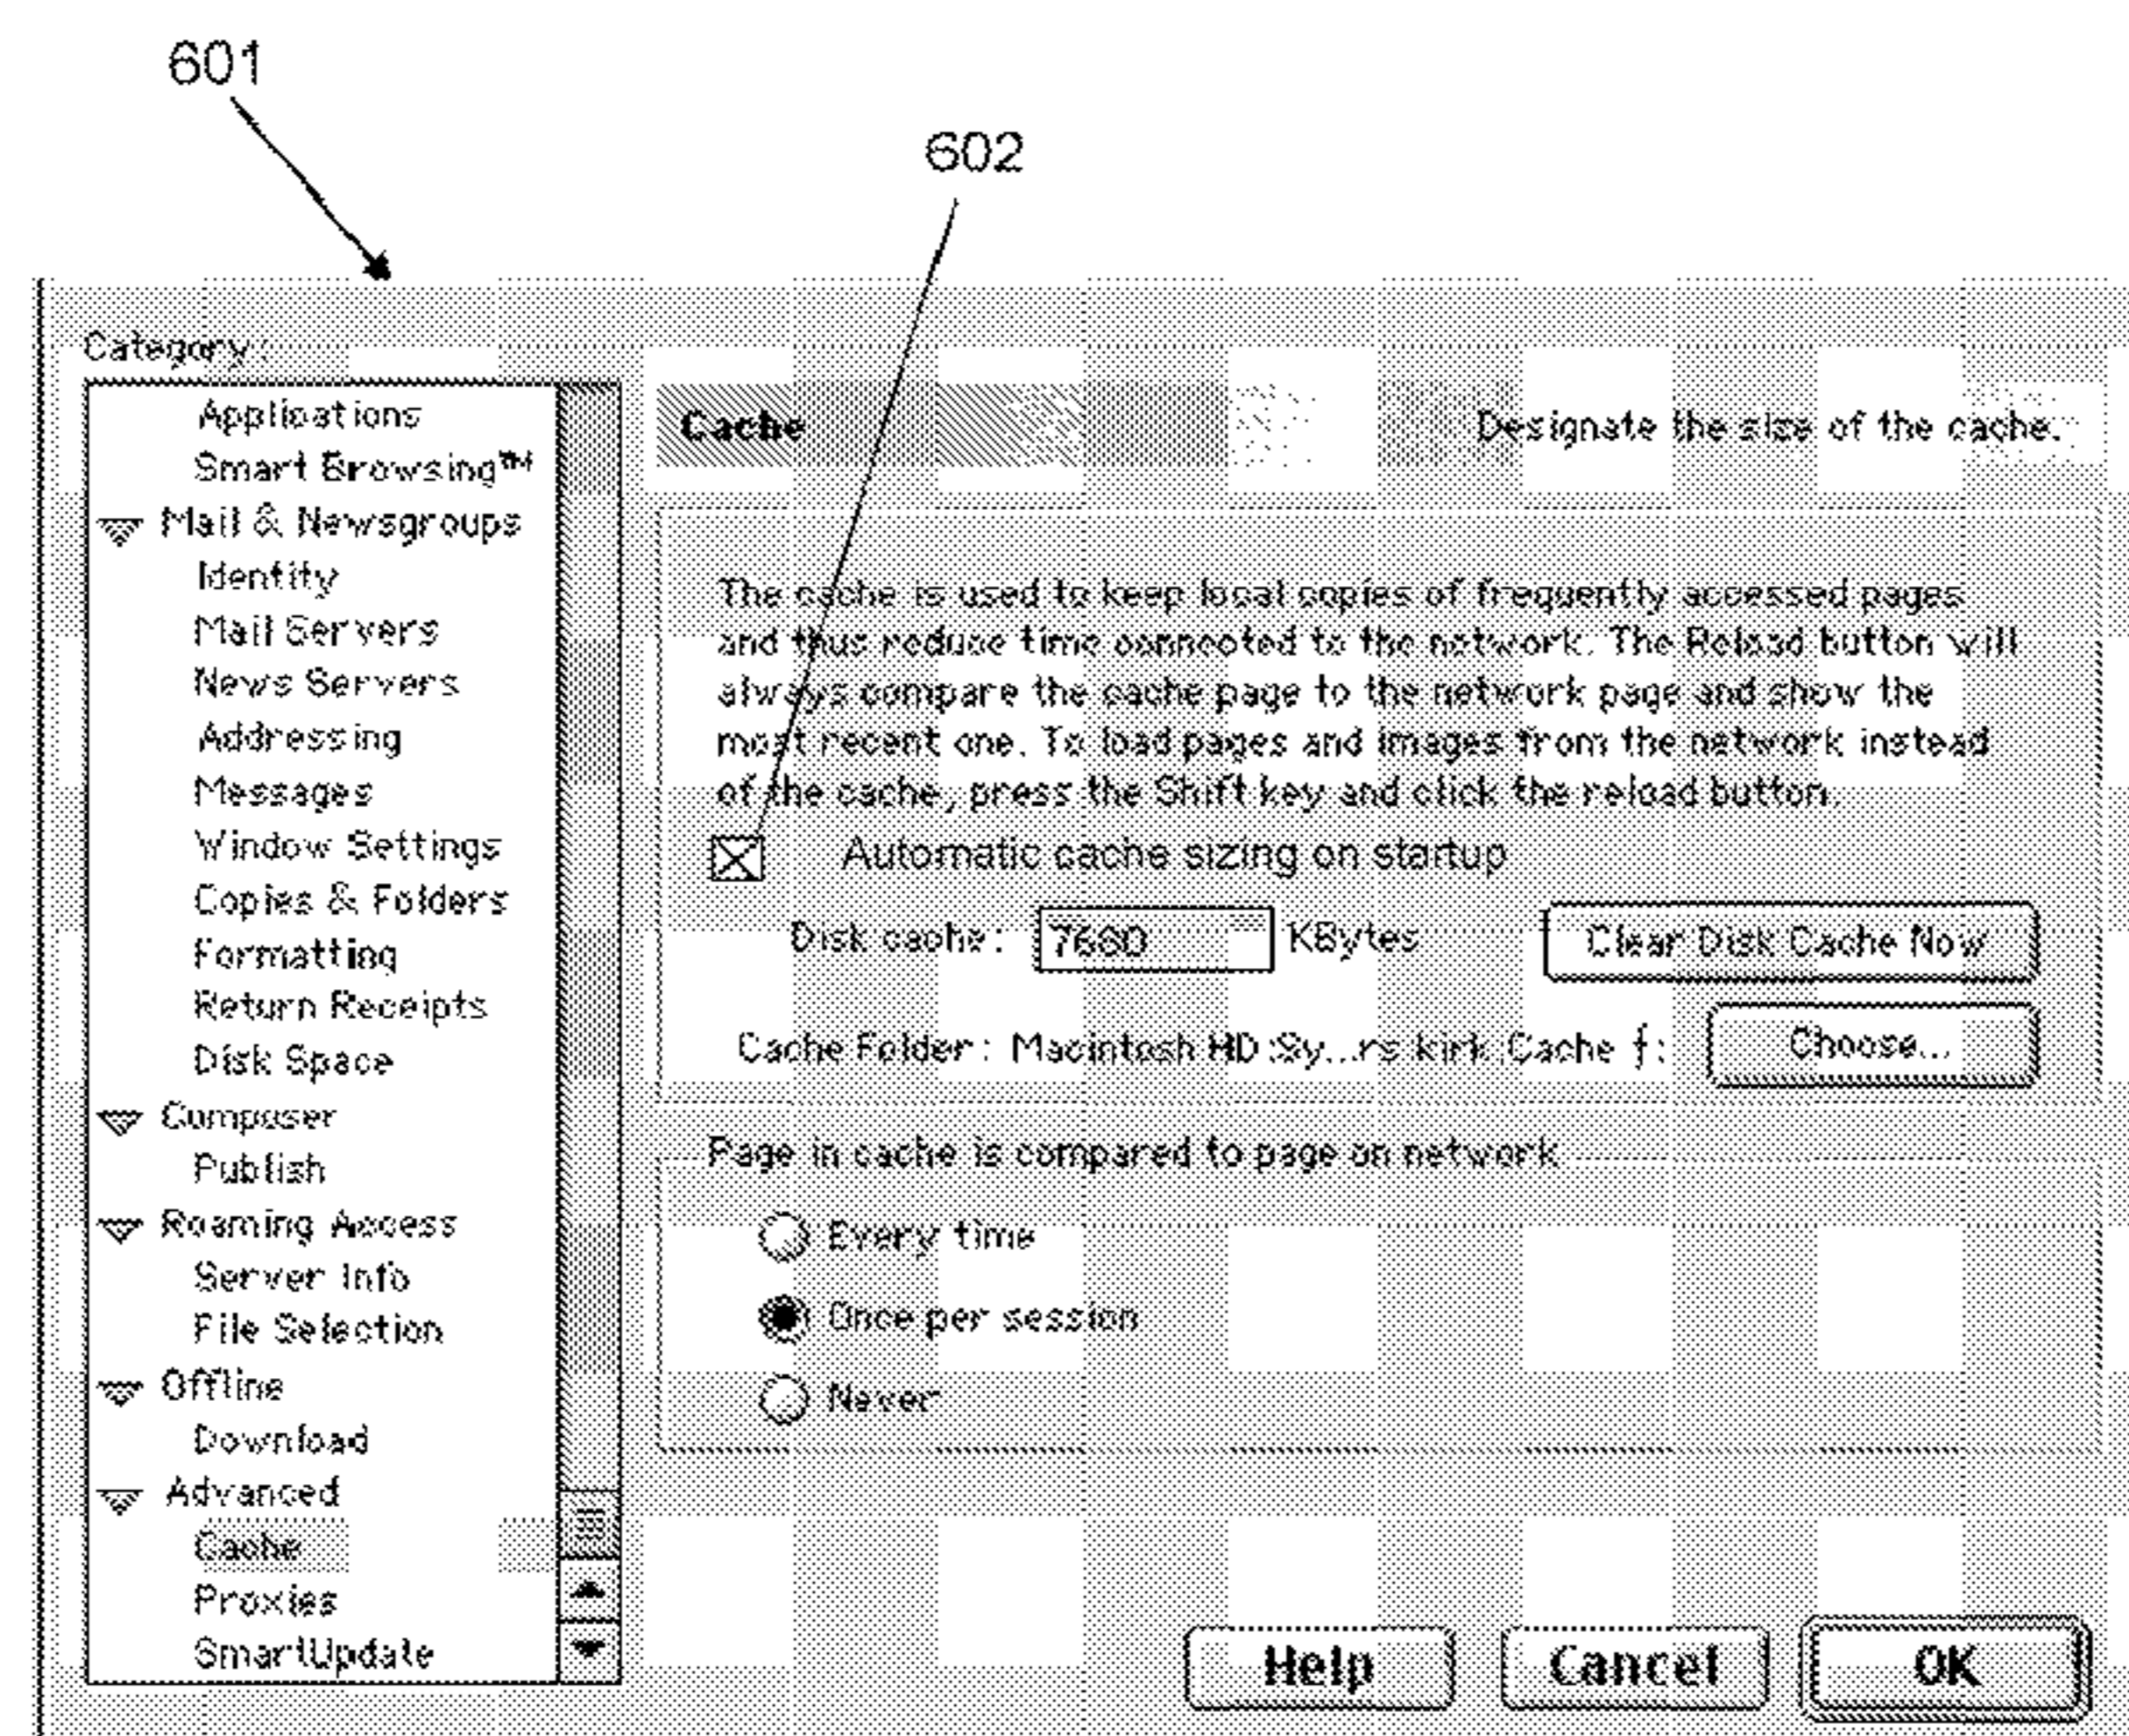 601
602
Category:
Applications
Smart Browsing™
Mail & Newsgroups
Identity
Mail Servers
News Servers
Addressing
Messages
Window Settings
Copies & Folders
Formatting
Return Receipts
Disk Space
Composer
Publish
Roaming Access
Server Info
File Selection
Offline
Download
Advanced
Cache
Proxies
SmartUpdate
Cache
Designate the size of the cache.
The cache is used to keep local copies of frequently accessed pages
and thus reduce time connected to the network. The Reload button will
always compare the cache page to the network page and show the
most recent one. To load pages and images from the network instead
of the cache, press the Shift key and click the reload button.
Automatic cache sizing on startup
Disk cache: 7680 KBytes
Clear Disk Cache Now
Cache Folder: Macintosh HD:Sy...rs:kirk:Cache ƒ:
Choose...
Page in cache is compared to page on network
Every time
Once per session
Never
Help
Cancel
OK